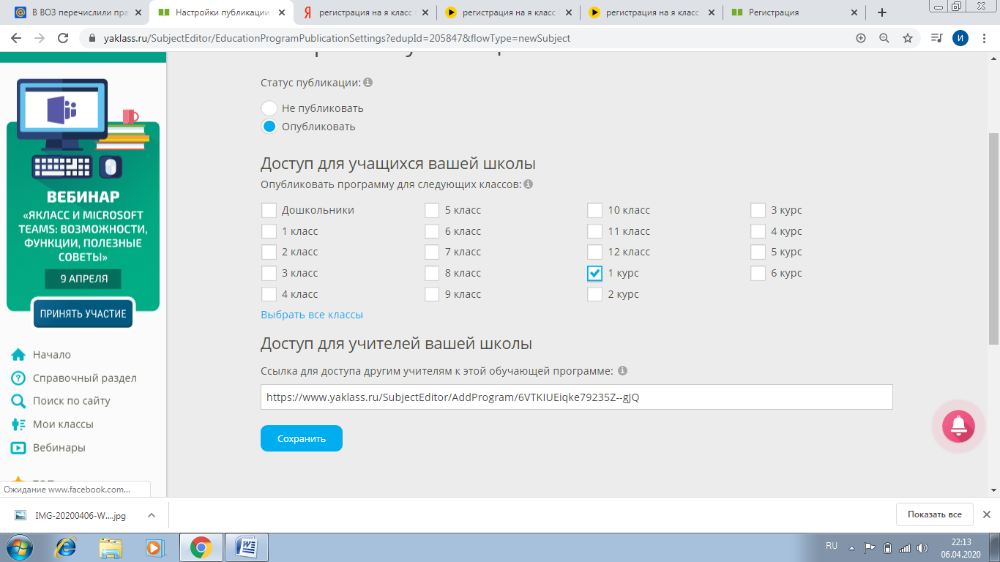 В ВОЗ перечислили пра
Настройки публикации
регистрация на я класс
регистрация на я класс
регистрация на я класс
Регистрация
yaklass.ru/SubjectEditor/EducationProgramPublicationSettings?edupId=205847&flowType=newSubject
И
Статус публикации:
Не публиковать
Опубликовать
Доступ для учащихся вашей школы
Опубликовать программу для следующих классов:
Дошкольники
5 класс
10 класс
3 курс
1 класс
6 класс
11 класс
4 курс
2 класс
7 класс
12 класс
5 курс
3 класс
8 класс
1 курс
6 курс
4 класс
9 класс
2 курс
Выбрать все классы
Доступ для учителей вашей школы
Ссылка для доступа другим учителям к этой обучающей программе:
https://www.yaklass.ru/SubjectEditor/AddProgram/6VTKIUEiqke79235Z--gJQ
Сохранить
ВЕБИНАР
«ЯКЛАСС И MICROSOFT
TEAMS: ВОЗМОЖНОСТИ,
ФУНКЦИИ, ПОЛЕЗНЫЕ
СОВЕТЫ»
9 АПРЕЛЯ
ПРИНЯТЬ УЧАСТИЕ
Начало
Справочный раздел
Поиск по сайту
Мои классы
Вебинары
Ожидание www.facebook.com...
IMG-20200406-W....jpg
Показать все
RU
22:13
06.04.2020